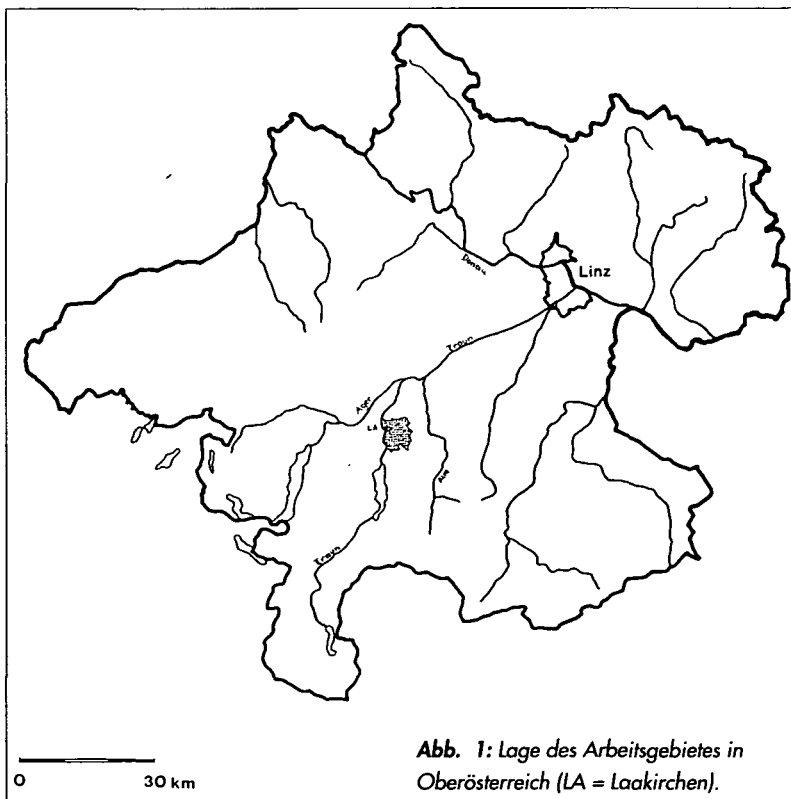 Donau
Linz
Traun
Ager
LA
Alm
Traun
0 30 km
Abb. 1: Lage des Arbeitsgebietes in
Oberösterreich (LA = Laakirchen).